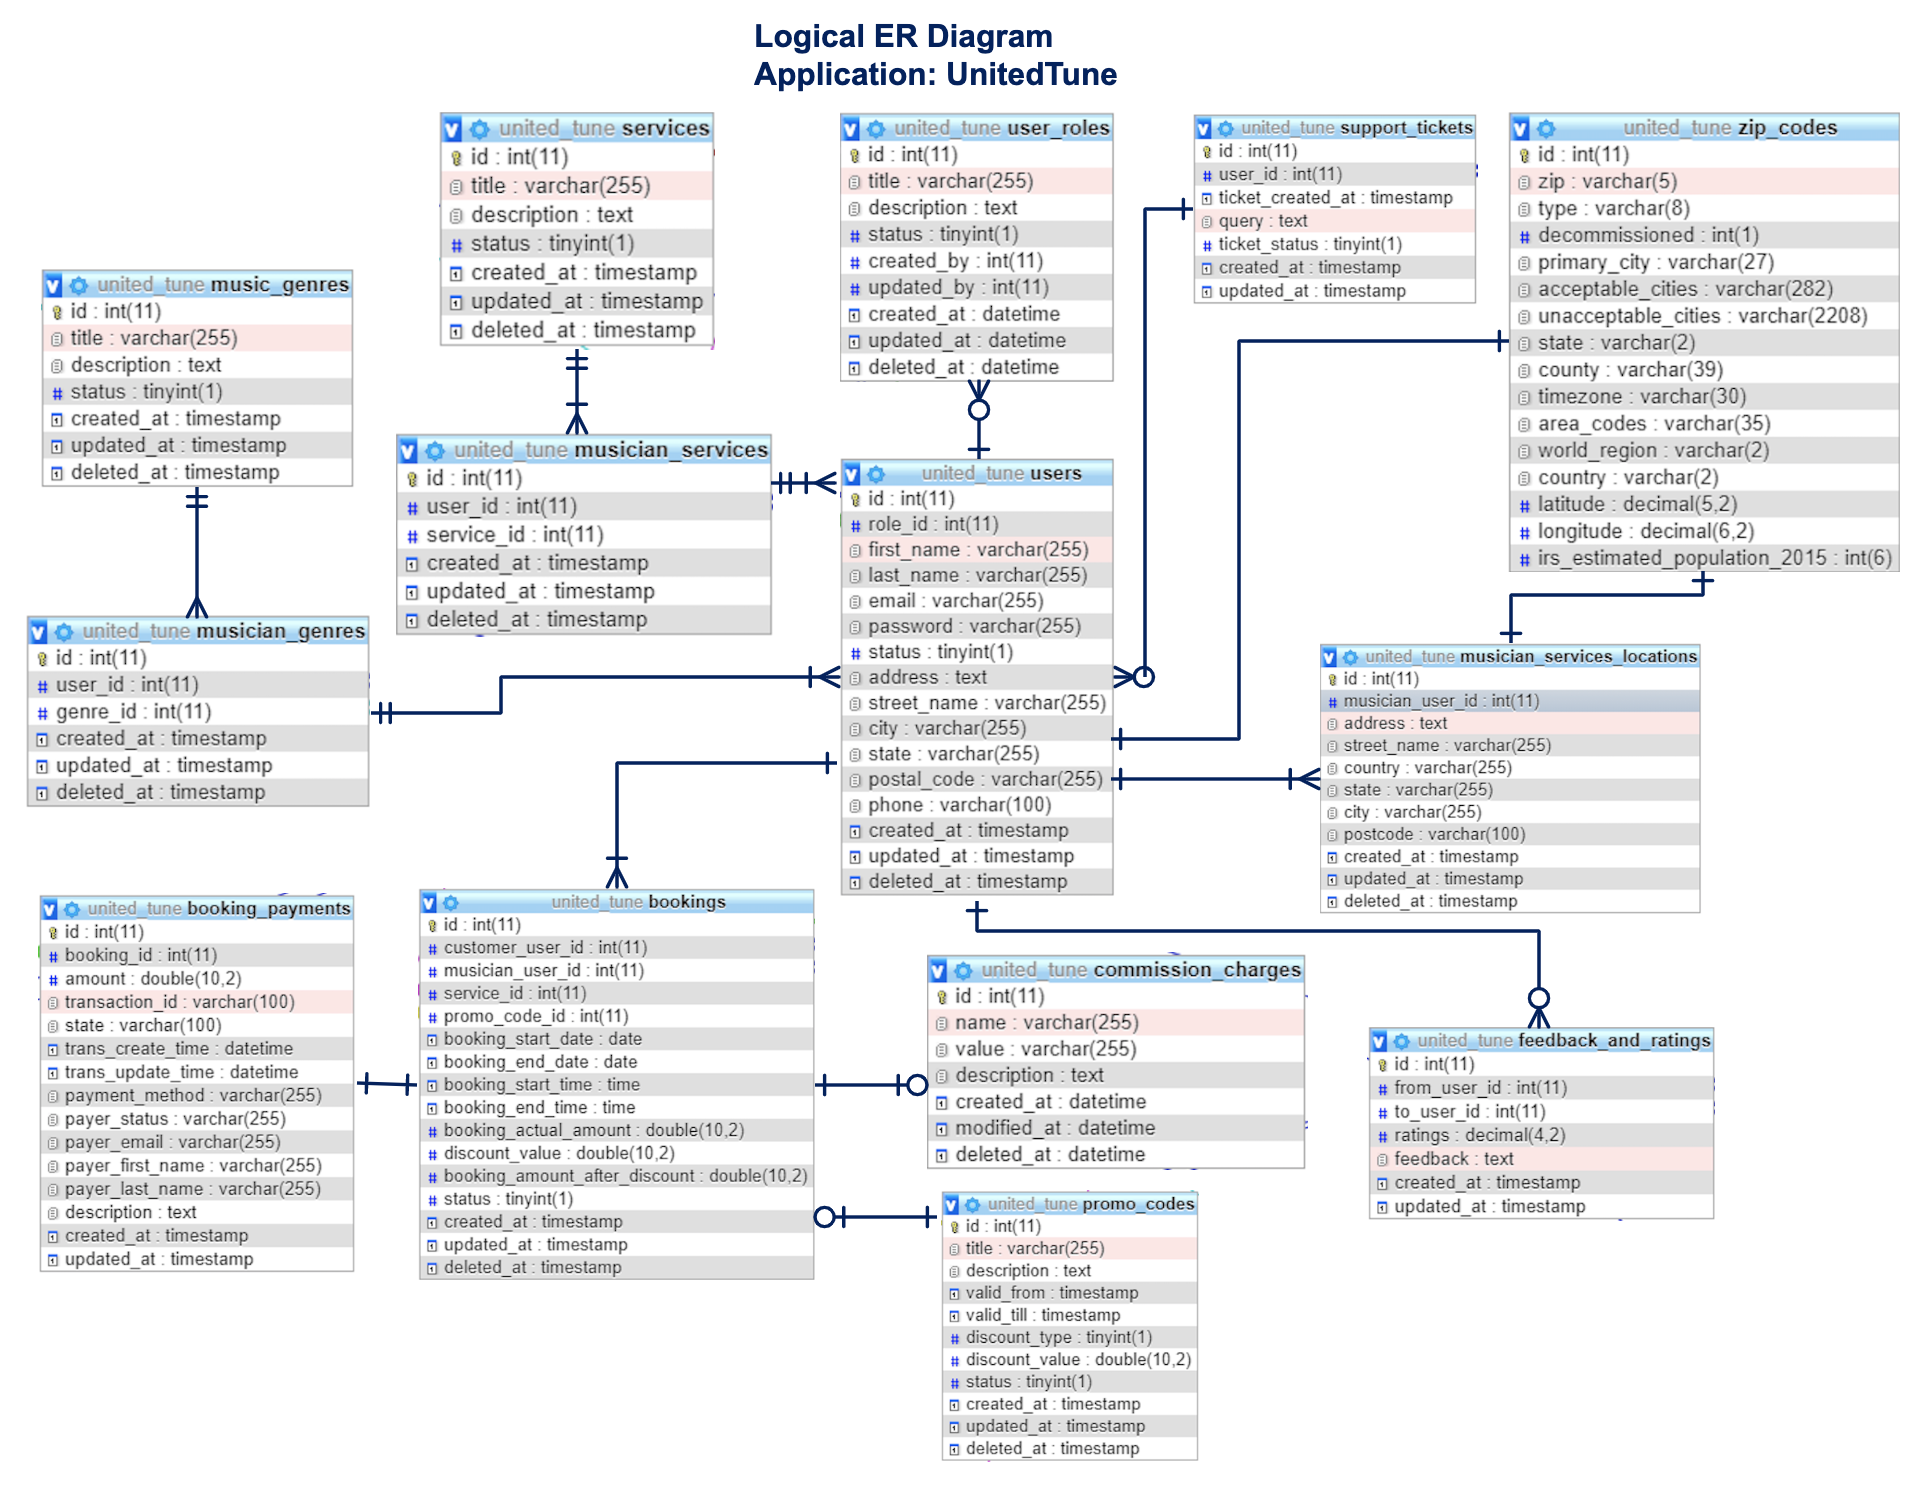 Logical ER Diagram
Application: UnitedTune
united_tune services
id : int(11)
title : varchar(255)
description : text
status : tinyint(1)
created_at : timestamp
updated_at : timestamp
deleted_at : timestamp
united_tune user_roles
id : int(11)
title : varchar(255)
description : text
status : tinyint(1)
created_by : int(11)
updated_by : int(11)
created_at : datetime
updated_at : datetime
deleted_at : datetime
united_tune support_tickets
id : int(11)
user_id : int(11)
ticket_created_at : timestamp
query : text
ticket_status : tinyint(1)
created_at : timestamp
updated_at : timestamp
united_tune zip_codes
id : int(11)
zip : varchar(5)
type : varchar(8)
decommissioned : int(1)
primary_city : varchar(27)
acceptable_cities : varchar(282)
unacceptable_cities : varchar(2208)
state : varchar(2)
county : varchar(39)
timezone : varchar(30)
area_codes : varchar(35)
world_region : varchar(2)
country : varchar(2)
latitude : decimal(5,2)
longitude : decimal(6,2)
irs_estimated_population_2015 : int(6)
united_tune music_genres
id : int(11)
title : varchar(255)
description : text
status : tinyint(1)
created_at : timestamp
updated_at : timestamp
deleted_at : timestamp
united_tune musician_services
id : int(11)
user_id : int(11)
service_id : int(11)
created_at : timestamp
updated_at : timestamp
deleted_at : timestamp
united_tune users
id : int(11)
role_id : int(11)
first_name : varchar(255)
last_name : varchar(255)
email : varchar(255)
password : varchar(255)
status : tinyint(1)
address : text
street_name : varchar(255)
city : varchar(255)
state : varchar(255)
postal_code : varchar(255)
phone : varchar(100)
created_at : timestamp
updated_at : timestamp
deleted_at : timestamp
united_tune musician_genres
id : int(11)
user_id : int(11)
genre_id : int(11)
created_at : timestamp
updated_at : timestamp
deleted_at : timestamp
united_tune musician_services_locations
id : int(11)
musician_user_id : int(11)
address : text
street_name : varchar(255)
country : varchar(255)
state : varchar(255)
city : varchar(255)
postcode : varchar(100)
created_at : timestamp
updated_at : timestamp
deleted_at : timestamp
united_tune booking_payments
id : int(11)
booking_id : int(11)
amount : double(10,2)
transaction_id : varchar(100)
state : varchar(100)
trans_create_time : datetime
trans_update_time : datetime
payment_method : varchar(255)
payer_status : varchar(255)
payer_email : varchar(255)
payer_first_name : varchar(255)
payer_last_name : varchar(255)
description : text
created_at : timestamp
updated_at : timestamp
united_tune bookings
id : int(11)
customer_user_id : int(11)
musician_user_id : int(11)
service_id : int(11)
promo_code_id : int(11)
booking_start_date : date
booking_end_date : date
booking_start_time : time
booking_end_time : time
booking_actual_amount : double(10,2)
discount_value : double(10,2)
booking_amount_after_discount : double(10,2)
status : tinyint(1)
created_at : timestamp
updated_at : timestamp
deleted_at : timestamp
united_tune commission_charges
id : int(11)
name : varchar(255)
value : varchar(255)
description : text
created_at : datetime
modified_at : datetime
deleted_at : datetime
united_tune feedback_and_ratings
id : int(11)
from_user_id : int(11)
to_user_id : int(11)
ratings : decimal(4,2)
feedback : text
created_at : timestamp
updated_at : timestamp
united_tune promo_codes
id : int(11)
title : varchar(255)
description : text
valid_from : timestamp
valid_till : timestamp
discount_type : tinyint(1)
discount_value : double(10,2)
status : tinyint(1)
created_at : timestamp
updated_at : timestamp
deleted_at : timestamp